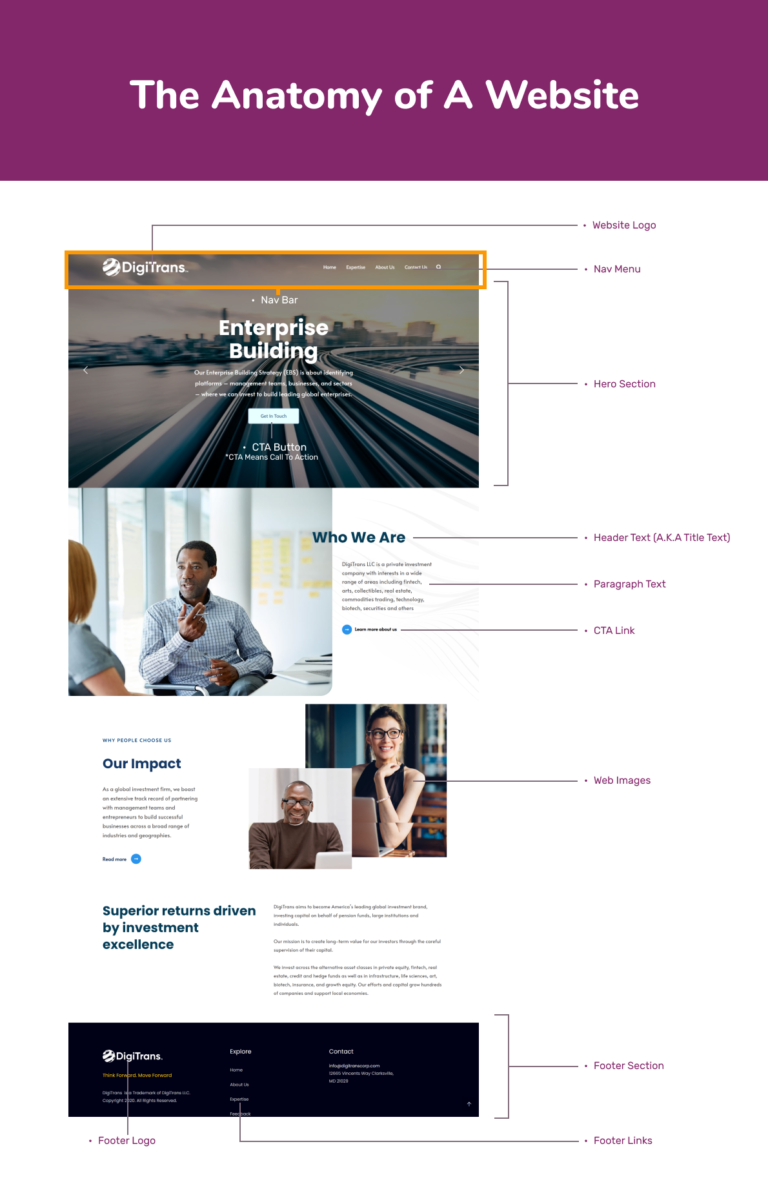 The Anatomy of A Website
• Website Logo
DigiTrans.
Home Expertise About Us Contact Us
• Nav Menu
• Nav Bar
Enterprise
Building
Our Enterprise Building Strategy (EBS) is about identifying
platforms — management teams, businesses, and sectors
— where we can invest to build leading global enterprises.
• Hero Section
Get In Touch
• CTA Button
*CTA Means Call To Action
Who We Are
• Header Text (A.K.A Title Text)
DigiTrans LLC is a private investment
company with interests in a wide
range of areas including fintech,
arts, collectibles, real estate,
commodities trading, technology,
biotech, securities and others
• Paragraph Text
Learn more about us
• CTA Link
WHY PEOPLE CHOOSE US
Our Impact
• Web Images
As a global investment firm, we boast
an extensive track record of partnering
with management teams and
entrepreneurs to build successful
businesses across a broad range of
industries and geographies.
Read more
Superior returns driven
by investment
excellence
DigiTrans aims to become America's leading global investment brand,
investing capital on behalf of pension funds, large institutions and
individuals.
Our mission is to create long-term value for our investors through the careful
supervision of their capital.
We invest across the alternative asset classes in private equity, fintech, real
estate, credit and hedge funds as well as in infrastructure, life sciences, art,
biotech, insurance, and growth equity. Our efforts and capital grow hundreds
of companies and support local economies.
DigiTrans.
Think Forward, Move Forward
DigiTrans is a Trademark of DigiTrans LLC.
Copyright 2020. All Rights Reserved.
Explore
Home
About Us
Expertise
Feedback
Contact
info@digitranscorp.com
Vincents Way Clarksville,
MD 21029
• Footer Section
• Footer Logo
• Footer Links